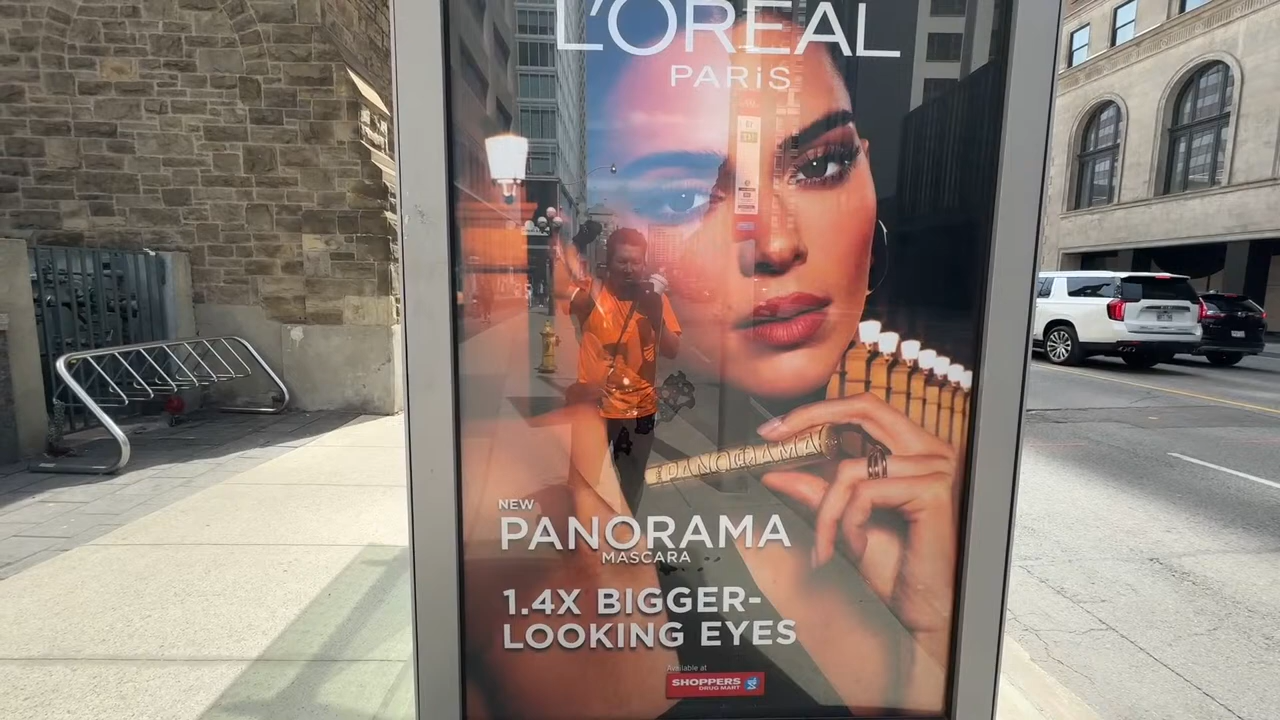 L'ORÉAL
PARiS
PANORAMA
NEW
PANORAMA
MASCARA
1.4X BIGGER-
LOOKING EYES
Available at
SHOPPERS
DRUG MART